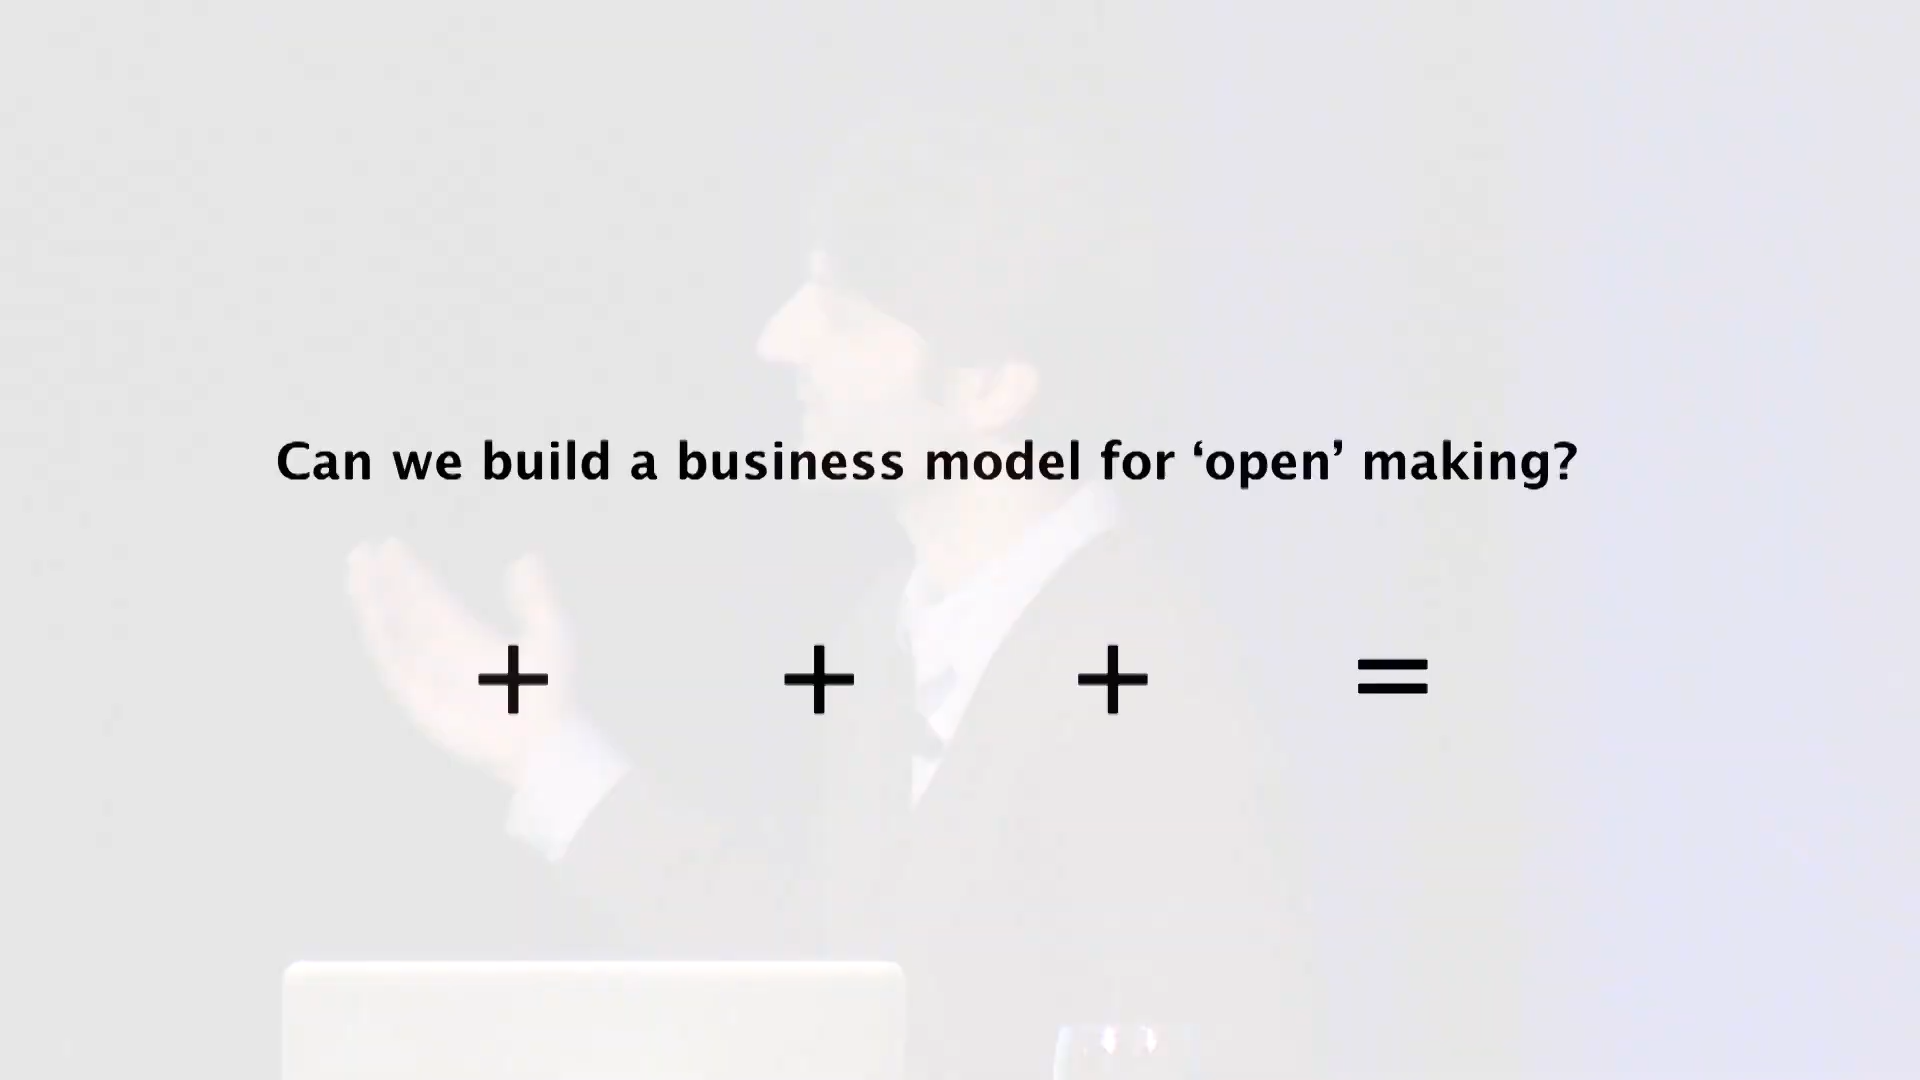 Can we build a business model for ‘open’ making?
+ + + =